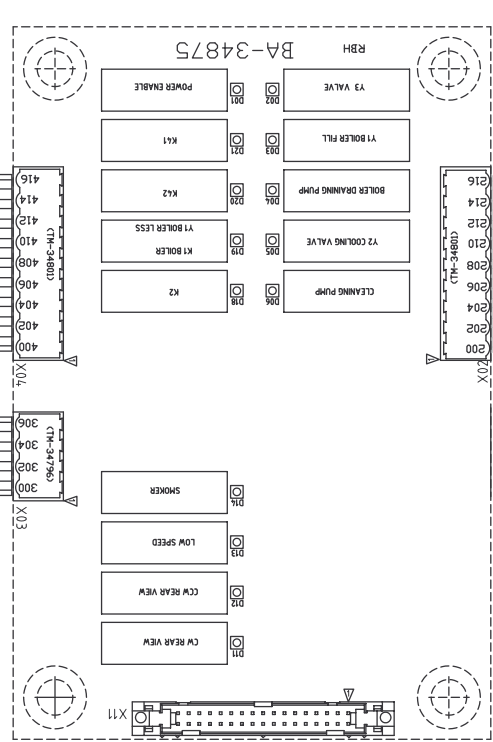 BA-34875
RBH
POWER ENABLE
D01
D02
Y3 VALVE
K41
D21
D03
Y1 BOILER FILL
K42
D20
D04
BOILER DRAINING PUMP
Y1 BOILER LESS
K1 BOILER
D19
D05
Y2 COOLING VALVE
K2
D18
D06
CLEANING PUMP
416
414
412
410
408
406
404
402
400
(TM-34801)
X04
1
216
214
212
210
208
206
204
202
200
(TM-34801)
X02
1
306
304
302
300
(TM-34796)
X03
1
SMOKER
D14
LOW SPEED
D13
CCW REAR VIEW
D12
CW REAR VIEW
D11
X11
1